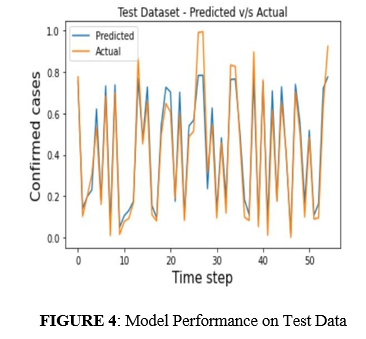 Test Dataset - Predicted v/s Actual
Predicted
Actual
Confirmed cases
1.0
0.8
0.6
0.4
0.2
0.0
0 10 20 30 40 50
Time step
FIGURE 4: Model Performance on Test Data